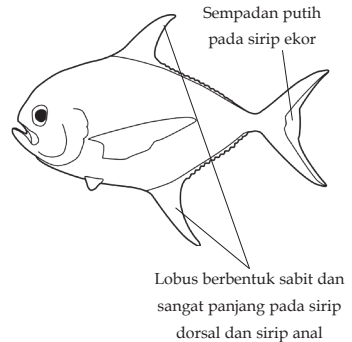 Sempadan putih
pada sirip ekor
Lobus berbentuk sabit dan
sangat panjang pada sirip
dorsal dan sirip anal